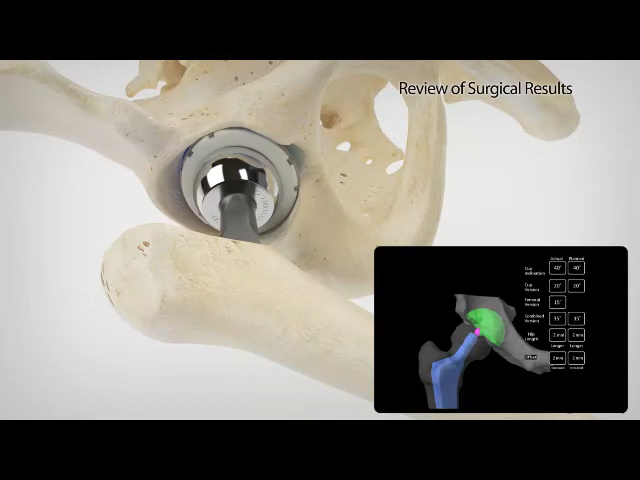 Review of Surgical Results
Actual Planned
Cup Inclination 40° 40°
Cup Version 20° 20°
Femoral Version 15°
Combined Version 35° 35°
Hip Length 2 mm 2 mm
Longer Longer
Offset 2 mm 2 mm